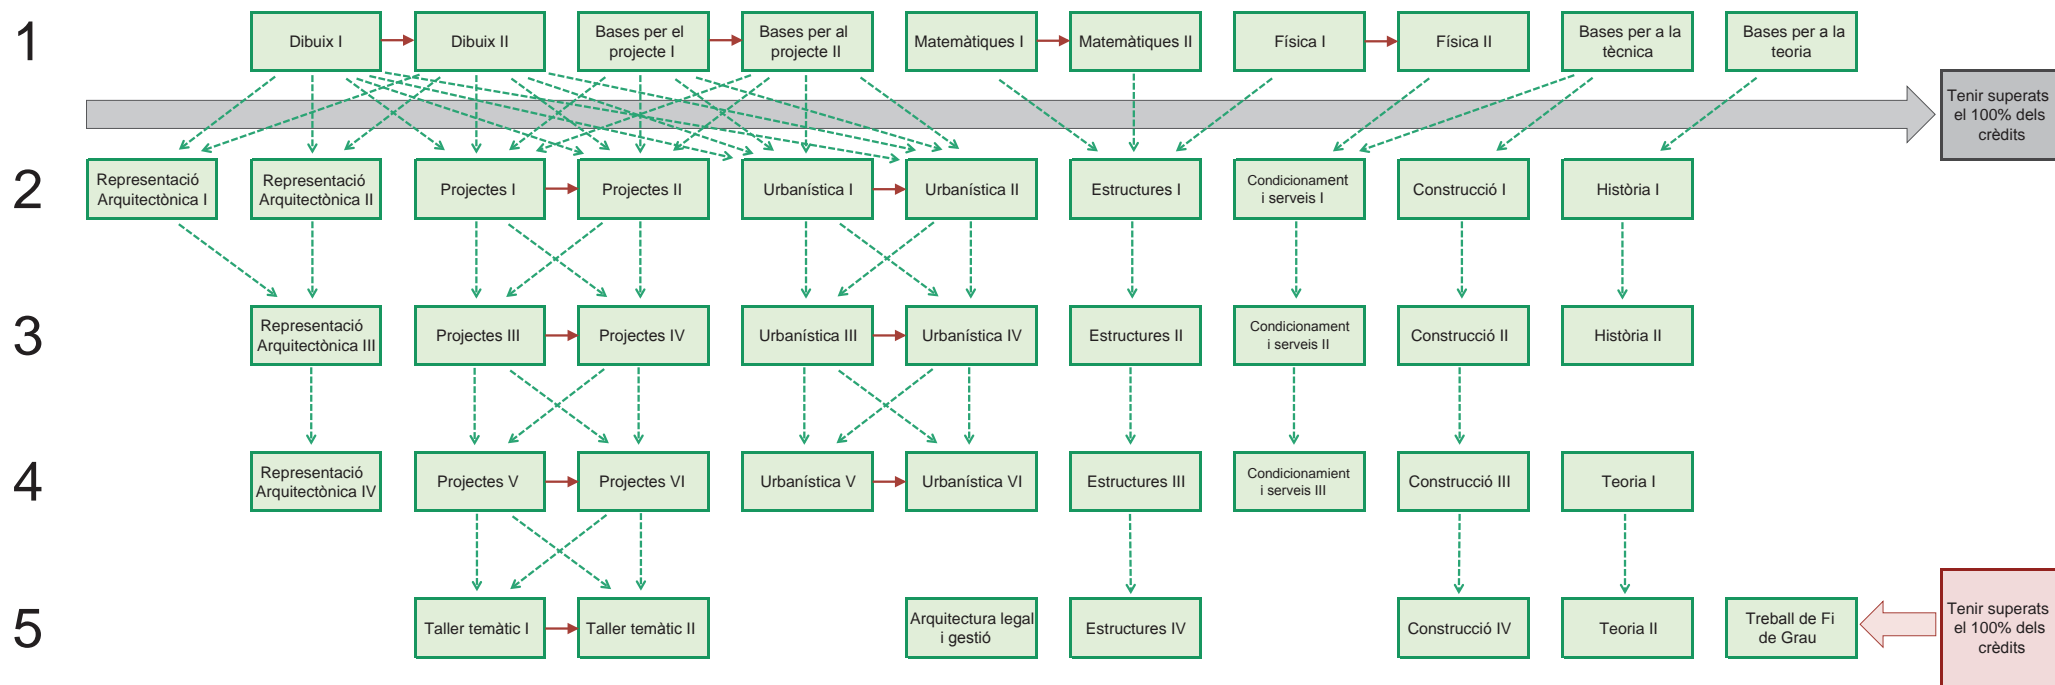 1
Dibuix I
Dibuix II
Bases per el
projecte I
Bases per al
projecte II
Matemàtiques I
Matemàtiques II
Física I
Física II
Bases per a la
tècnica
Bases per a la
teoria
Tenir superats
el 100% dels
crèdits
2
Representació
Arquitectònica I
Representació
Arquitectònica II
Projectes I
Projectes II
Urbanística I
Urbanística II
Estructures I
Condicionament
i serveis I
Construcció I
Història I
3
Representació
Arquitectònica III
Projectes III
Projectes IV
Urbanística III
Urbanística IV
Estructures II
Condicionament
i serveis II
Construcció II
Història II
4
Representació
Arquitectònica IV
Projectes V
Projectes VI
Urbanística V
Urbanística VI
Estructures III
Condicionamient
i serveis III
Construcció III
Teoria I
5
Taller temàtic I
Taller temàtic II
Arquitectura legal
i gestió
Estructures IV
Construcció IV
Teoria II
Treball de Fi
de Grau
Tenir superats
el 100% dels
crèdits